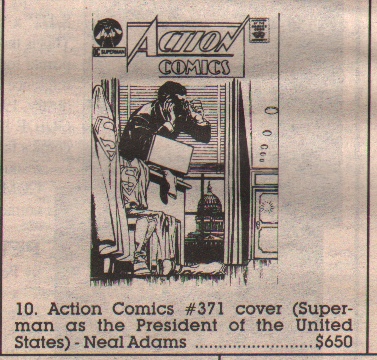 SUPERMAN
ACTION
COMICS
10. Action Comics #371 cover (Super-
man as the President of the United
States) - Neal Adams ..........................$650